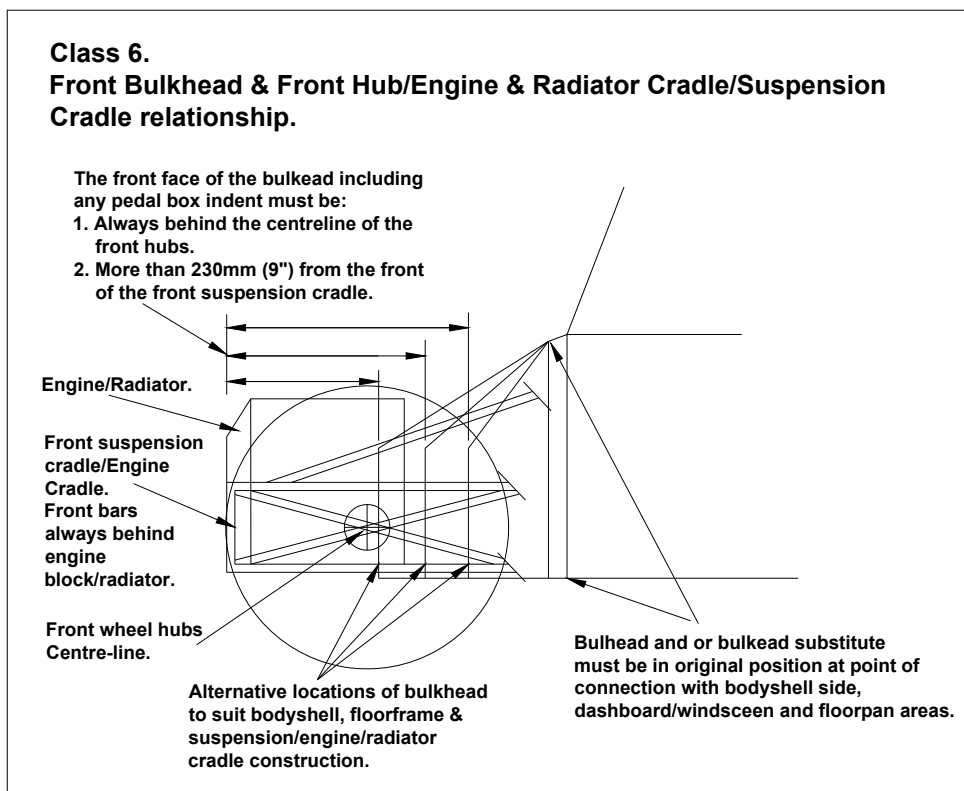 Class 6.
Front Bulkhead & Front Hub/Engine & Radiator Cradle/Suspension
Cradle relationship.
The front face of the bulkead including
any pedal box indent must be:
1. Always behind the centreline of the
front hubs.
2. More than 230mm (9") from the front
of the front suspension cradle.
Engine/Radiator.
Front suspension
cradle/Engine
Cradle.
Front bars
always behind
engine
block/radiator.
Front wheel hubs
Centre-line.
Alternative locations of bulkhead
to suit bodyshell, floorframe &
suspension/engine/radiator
cradle construction.
Bulhead and or bulkead substitute
must be in original position at point of
connection with bodyshell side,
dashboard/windsceen and floorpan areas.